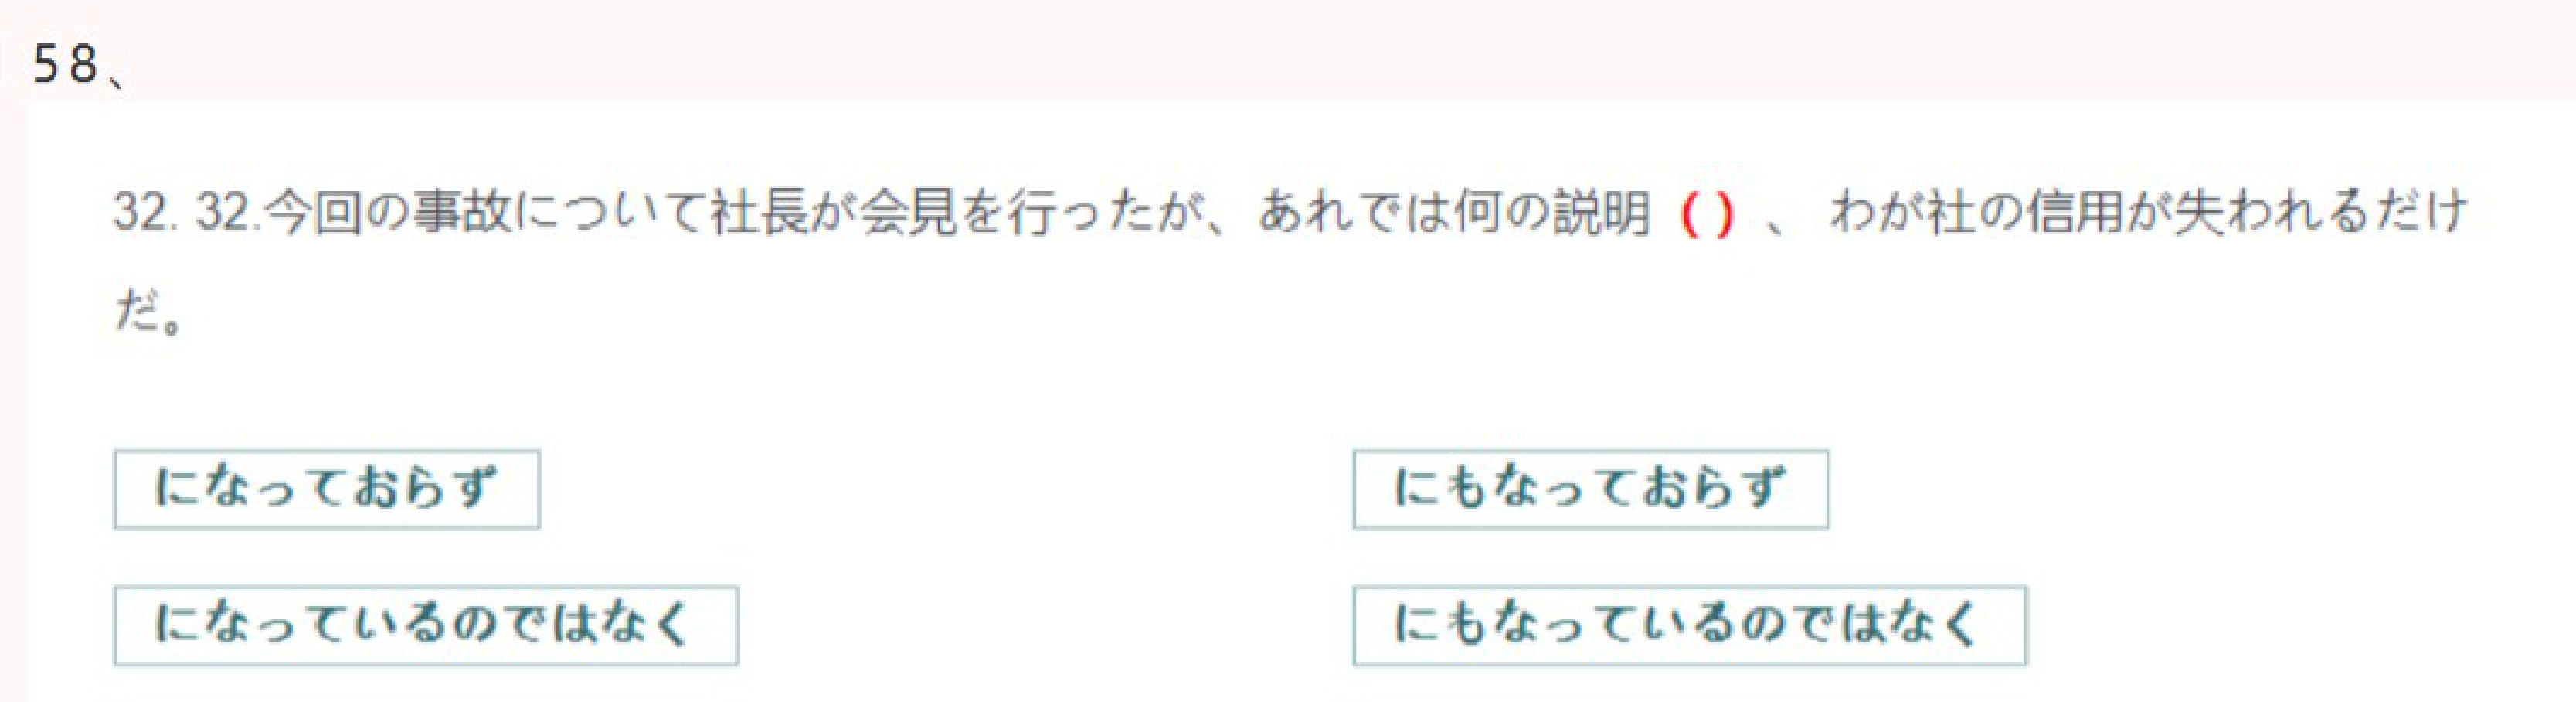 58、
32. 32.今回の事故について社長が会見を行ったが、あれでは何の説明（）、 わが社の信用が失われるだけ
だ。
になっておらず
にもなっておらず
になっているのではなく
にもなっているのではなく